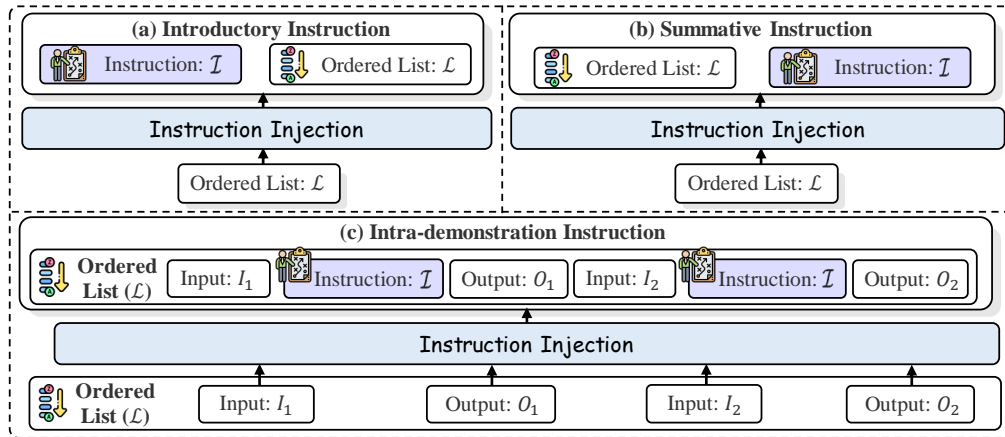 (a) Introductory Instruction
Instruction: ℐ
Ordered List: ℒ
Instruction Injection
Ordered List: ℒ
(b) Summative Instruction
Ordered List: ℒ
Instruction: ℐ
Instruction Injection
Ordered List: ℒ
(c) Intra-demonstration Instruction
Ordered
List (ℒ)
Input: I₁
Instruction: ℐ
Output: O₁
Input: I₂
Instruction: ℐ
Output: O₂
Instruction Injection
Ordered
List (ℒ)
Input: I₁
Output: O₁
Input: I₂
Output: O₂